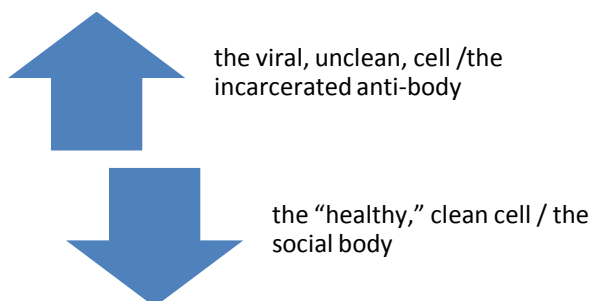 the viral, unclean, cell /the
incarcerated anti-body
the “healthy,” clean cell / the
social body